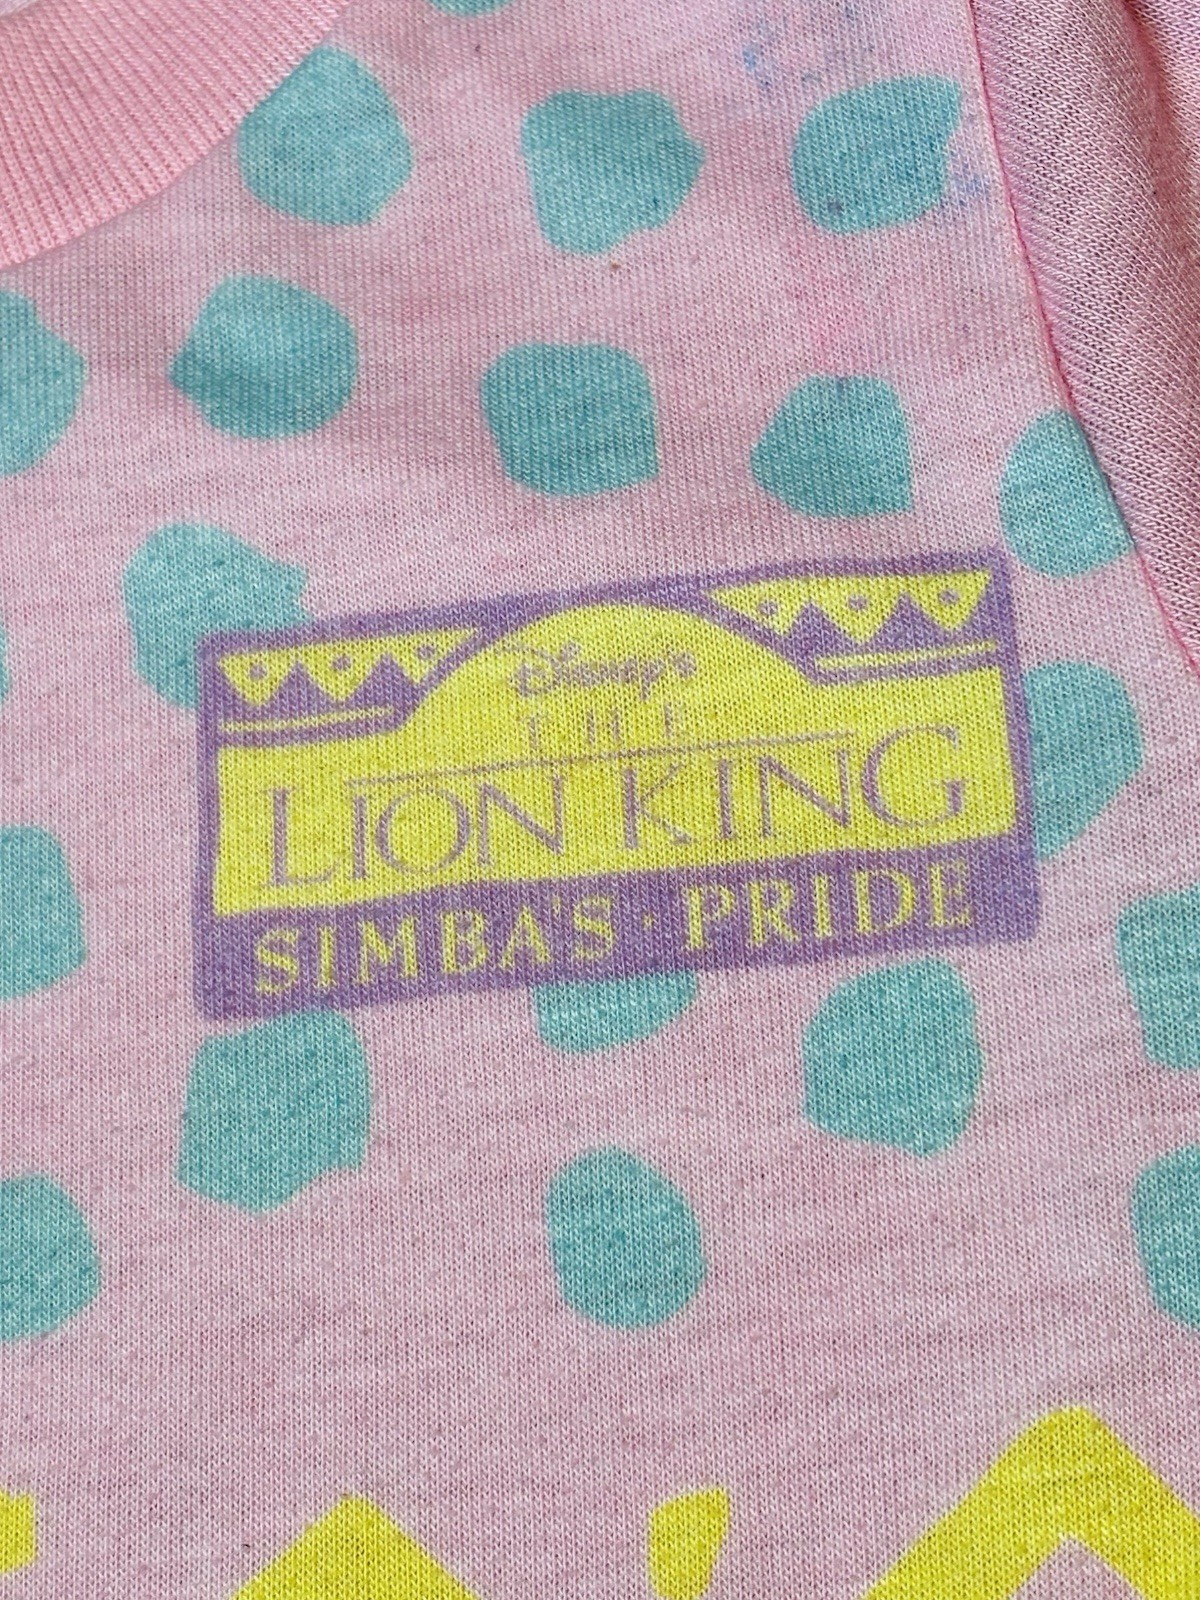 Disney's
THE
LION KING
SIMBA'S · PRIDE